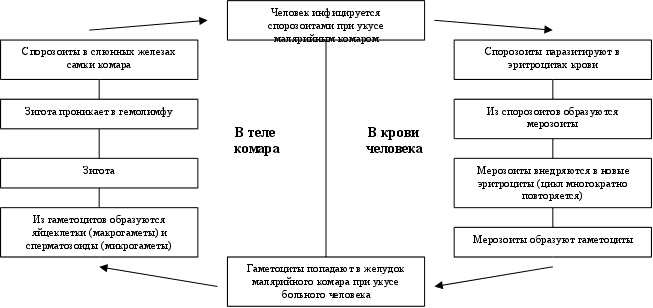 Человек инфицируется
спорозоитами при укусе
малярийным комаром
Спорозоиты в слюнных железах
самки комара
Спорозоиты паразитируют в
эритроцитах крови
Зигота проникает в гемолимфу
Из спорозоитов образуются
мерозоиты
В теле
комара
В крови
человека
Зигота
Мерозоиты внедряются в новые
эритроциты (цикл многократно
повторяется)
Из гаметоцитов образуются
яйцеклетки (макрогаметы) и
сперматозоиды (микрогаметы)
Мерозоиты образуют гаметоциты
Гаметоциты попадают в желудок
малярийного комара при укусе
больного человека